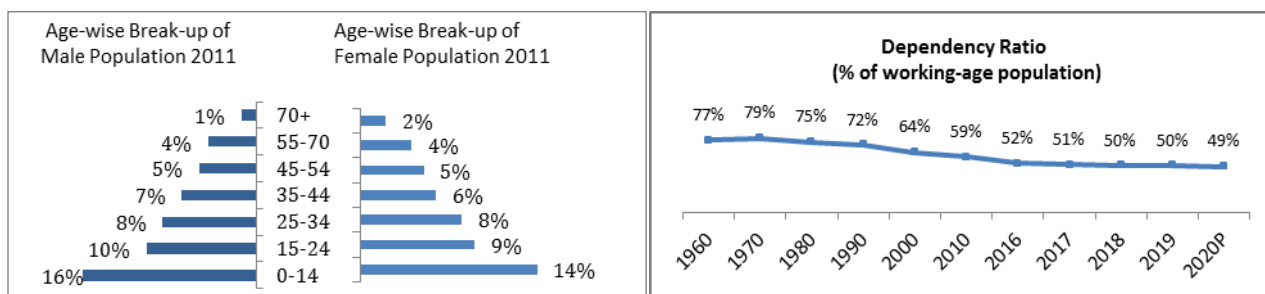 Age-wise Break-up of
Male Population 2011
Age-wise Break-up of
Female Population 2011
1% 70+ 2%
4% 55-70 4%
5% 45-54 5%
7% 35-44 6%
8% 25-34 8%
10% 15-24 9%
16% 0-14 14%
Dependency Ratio
(% of working-age population)
77% 79% 75% 72% 64% 59% 52% 51% 50% 50% 49%
1960 1970 1980 1990 2000 2010 2016 2017 2018 2019 2020P